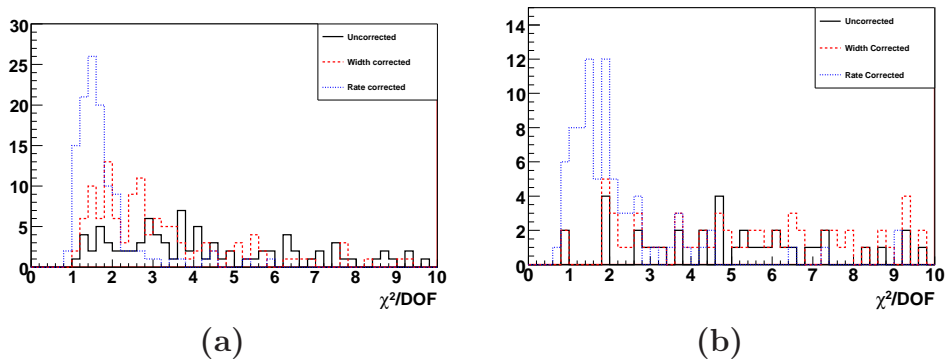 30
25
20
15
10
5
0
0 1 2 3 4 5 6 7 8 9 10
χ²/DOF
Uncorrected
Width corrected
Rate corrected
(a)
14
12
10
8
6
4
2
0
0 1 2 3 4 5 6 7 8 9 10
χ²/DOF
Uncorrected
Width Corrected
Rate Corrected
(b)